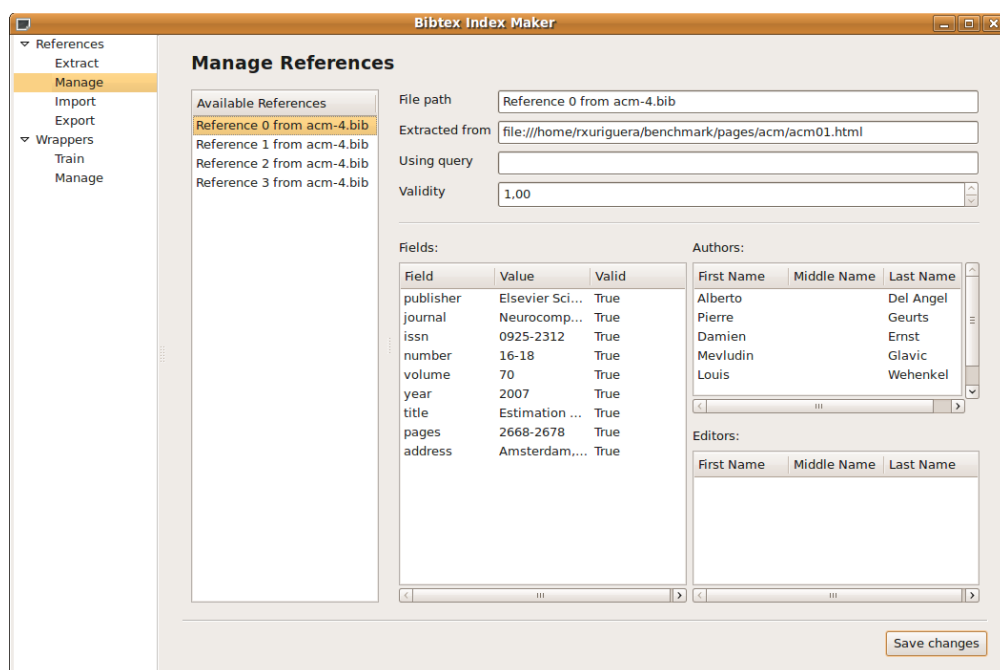 Bibtex Index Maker
References
Extract
Manage
Import
Export
Wrappers
Train
Manage
Manage References
Available References
Reference 0 from acm-4.bib
Reference 1 from acm-4.bib
Reference 2 from acm-4.bib
Reference 3 from acm-4.bib
File path Reference 0 from acm-4.bib
Extracted from file:///home/rxuriguera/benchmark/pages/acm/acm01.html
Using query
Validity 1,00
Fields:
Field Value Valid
publisher Elsevier Sci... True
journal Neurocomp... True
issn 0925-2312 True
number 16-18 True
volume 70 True
year 2007 True
title Estimation ... True
pages 2668-2678 True
address Amsterdam,... True
Authors:
First Name Middle Name Last Name
Alberto Del Angel
Pierre Geurts
Damien Ernst
Mevludin Glavic
Louis Wehenkel
Editors:
First Name Middle Name Last Name
Save changes